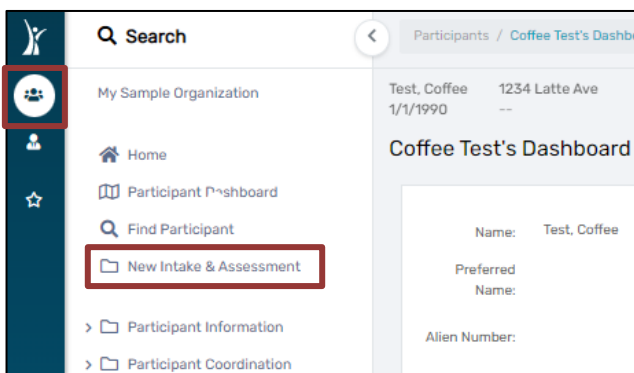 Search
My Sample Organization
Home
Participant Dashboard
Find Participant
New Intake & Assessment
Participant Information
Participant Coordination
Participants / Coffee Test's
Test, Coffee 1234 Latte Ave
1/1/1990 --
Coffee Test's Dashboard
Name: Test, Coffee
Preferred
Name:
Alien Number: